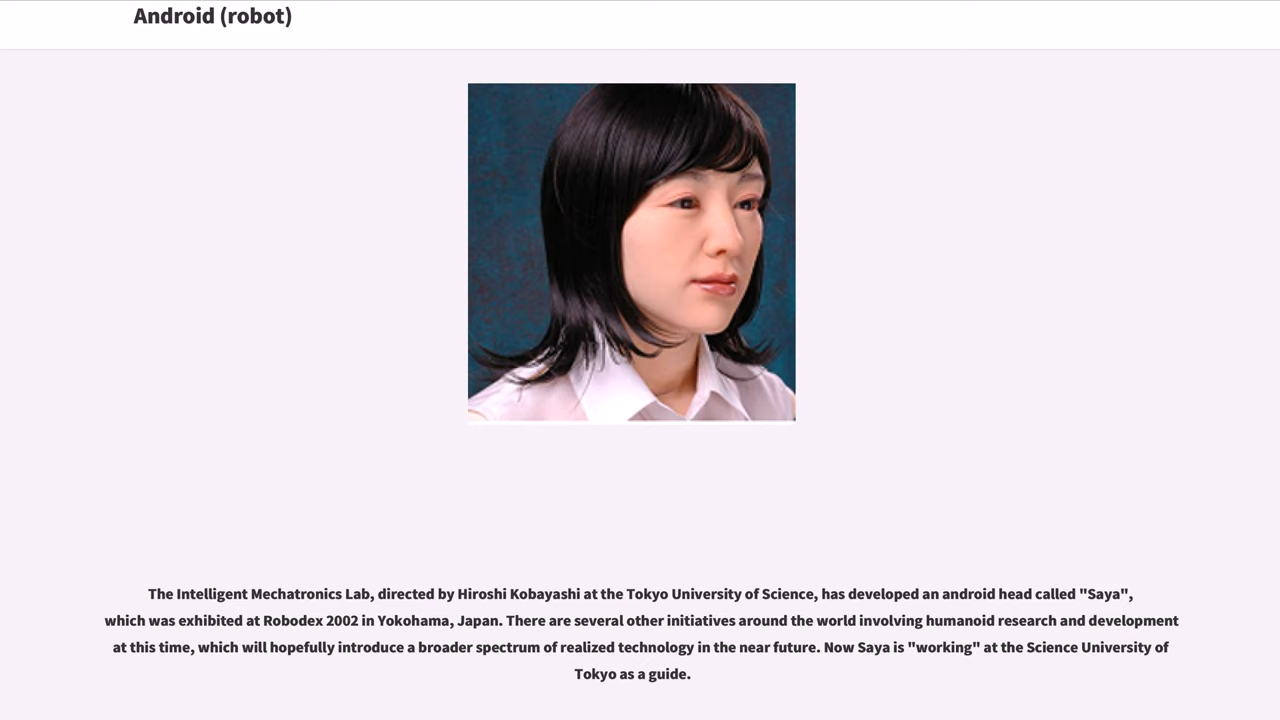 Android (robot)
The Intelligent Mechatronics Lab, directed by Hiroshi Kobayashi at the Tokyo University of Science, has developed an android head called "Saya",
which was exhibited at Robodex 2002 in Yokohama, Japan. There are several other initiatives around the world involving humanoid research and development
at this time, which will hopefully introduce a broader spectrum of realized technology in the near future. Now Saya is "working" at the Science University of
Tokyo as a guide.